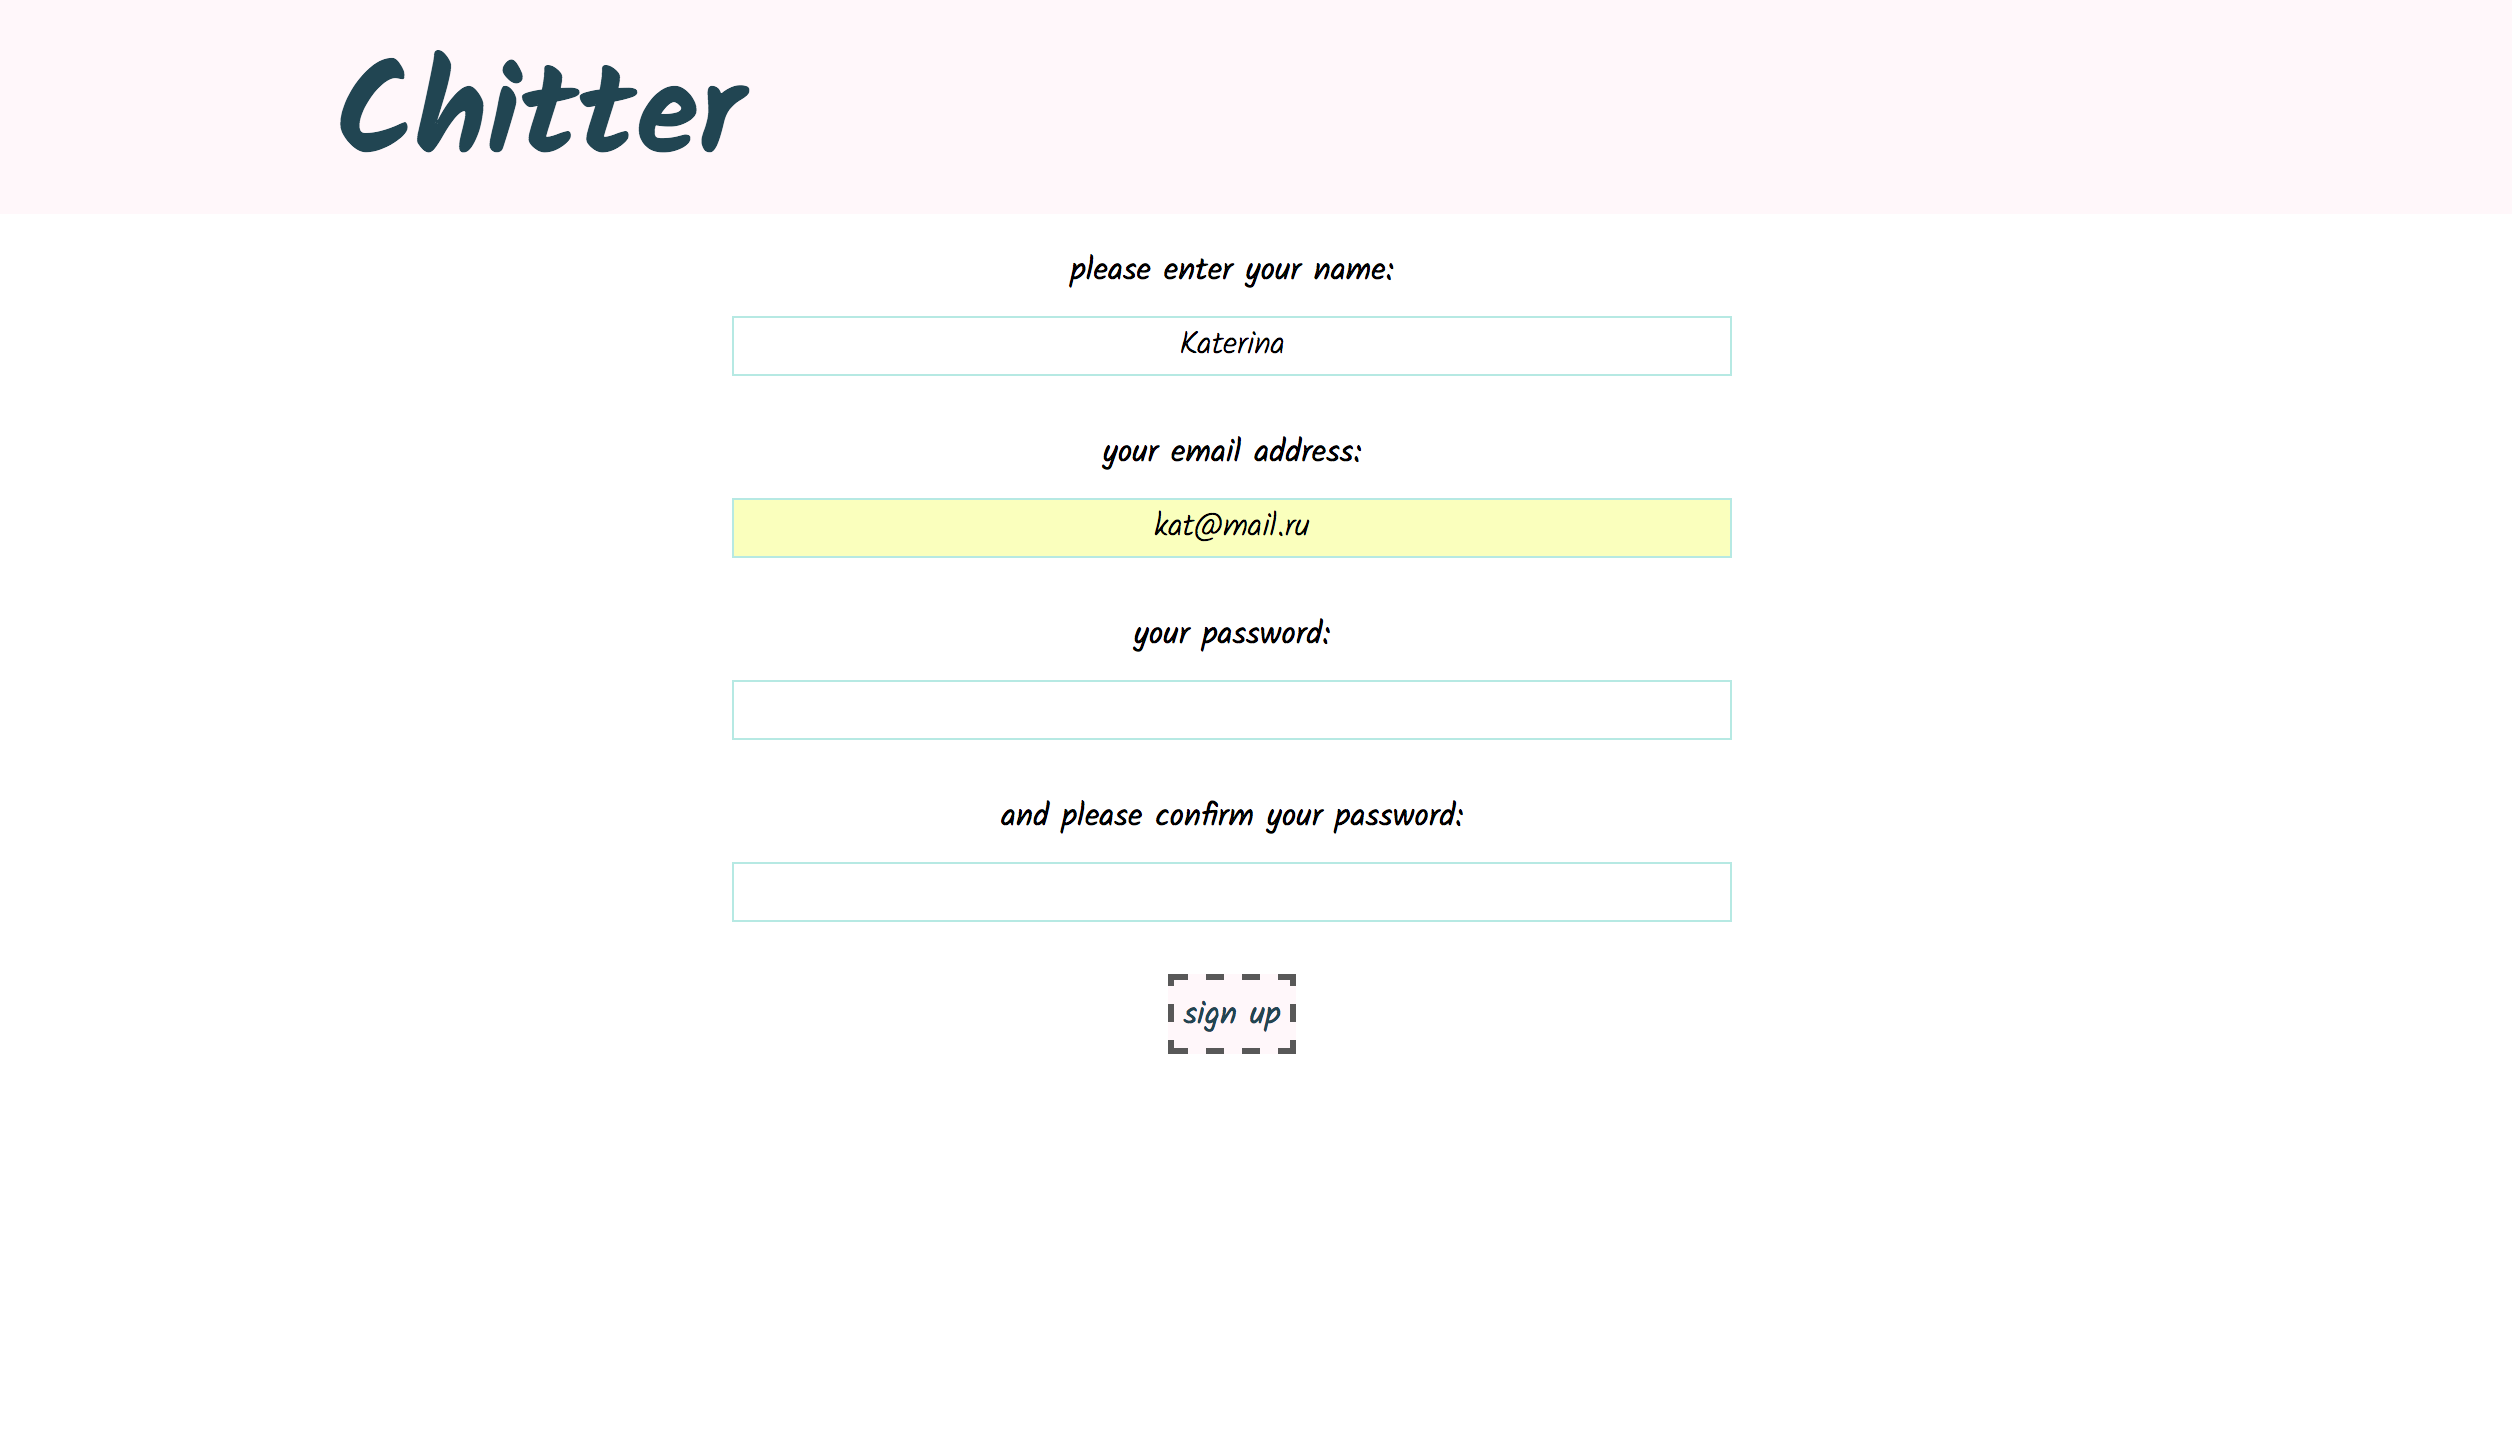 Chitter
please enter your name:
Katerina
your email address:
kat@mail.ru
your password:
and please confirm your password:
sign up